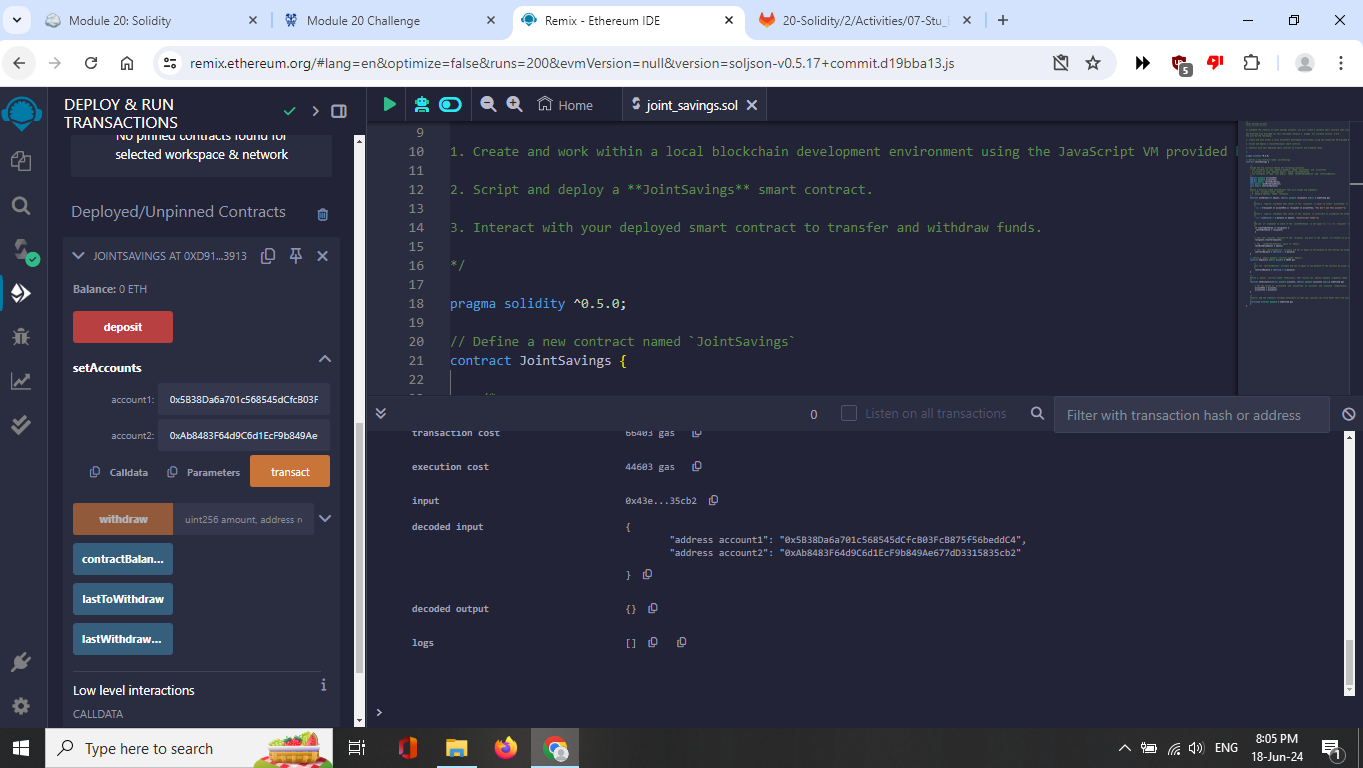 Module 20: Solidity
Module 20 Challenge
Remix - Ethereum IDE
20-Solidity/2/Activities/07-Stu_
remix.ethereum.org/#lang=en&optimize=false&runs=200&evmVersion=null&version=soljson-v0.5.17+commit.d19bba13.js
5
DEPLOY & RUN
TRANSACTIONS
No pinned contracts found for
selected workspace & network
Deployed/Unpinned Contracts
JOINTSAVINGS AT 0XD91...3913
Balance: 0 ETH
deposit
setAccounts
account1: 0x5B38Da6a701c568545dCfcB03F
account2: 0xAb8483F64d9C6d1EcF9b849Ae
Calldata Parameters transact
withdraw uint256 amount, address r
contractBalan...
lastToWithdraw
lastWithdraw...
Low level interactions
CALLDATA
Home
joint_savings.sol
9
10 1. Create and work within a local blockchain development environment using the JavaScript VM provided
11
12 2. Script and deploy a **JointSavings** smart contract.
13
14 3. Interact with your deployed smart contract to transfer and withdraw funds.
15
16 */
17
18 pragma solidity ^0.5.0;
19
20 // Define a new contract named `JointSavings`
21 contract JointSavings {
22
0
Listen on all transactions
Filter with transaction hash or address
transaction cost 66403 gas
execution cost 44603 gas
input 0x43e...35cb2
decoded input {
"address account1": "0x5B38Da6a701c568545dCfcB03FcB875f56beddC4",
"address account2": "0xAb8483F64d9C6d1EcF9b849Ae677dD3315835cb2"
}
decoded output {}
logs []
>
Type here to search
ENG
8:05 PM
18-Jun-24
1